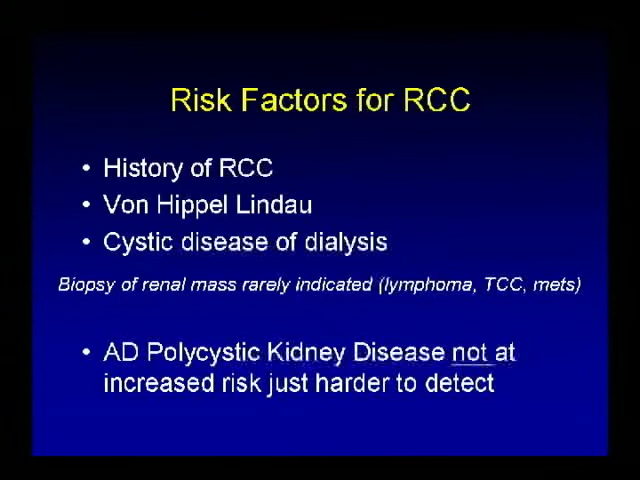 Risk Factors for RCC
• History of RCC
• Von Hippel Lindau
• Cystic disease of dialysis
Biopsy of renal mass rarely indicated (lymphoma, TCC, mets)
• AD Polycystic Kidney Disease not at
increased risk just harder to detect